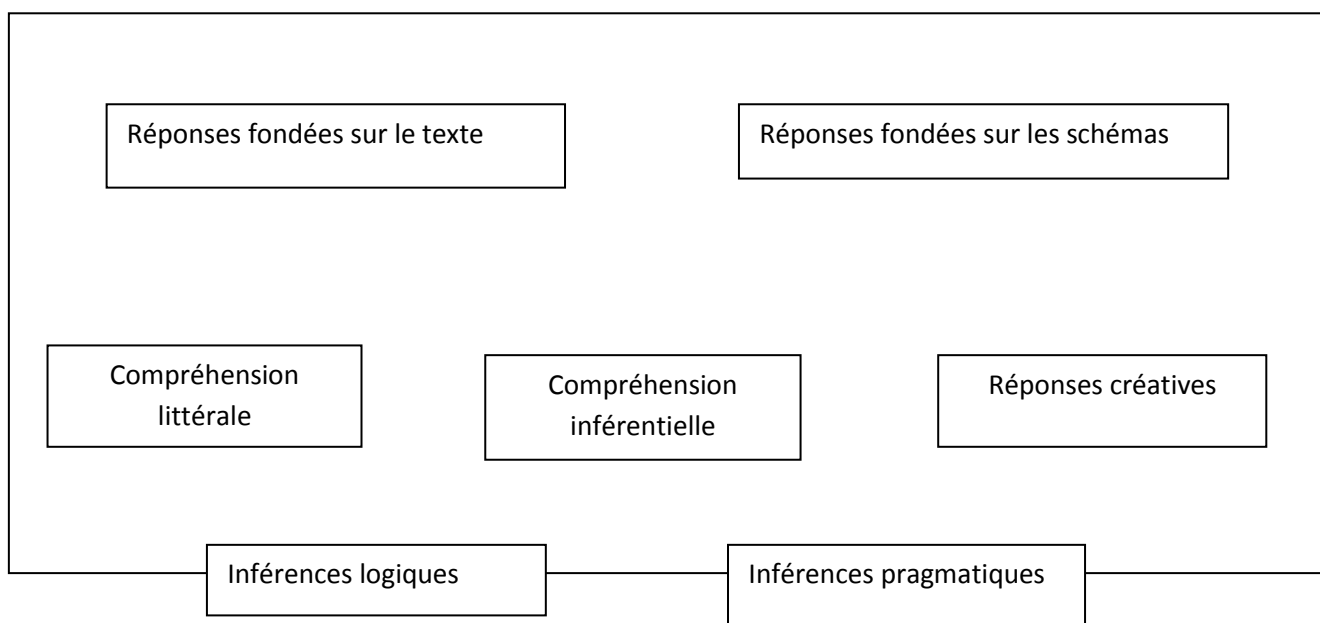 Réponses fondées sur le texte
Réponses fondées sur les schémas
Compréhension
littérale
Compréhension
inférentielle
Réponses créatives
Inférences logiques
Inférences pragmatiques